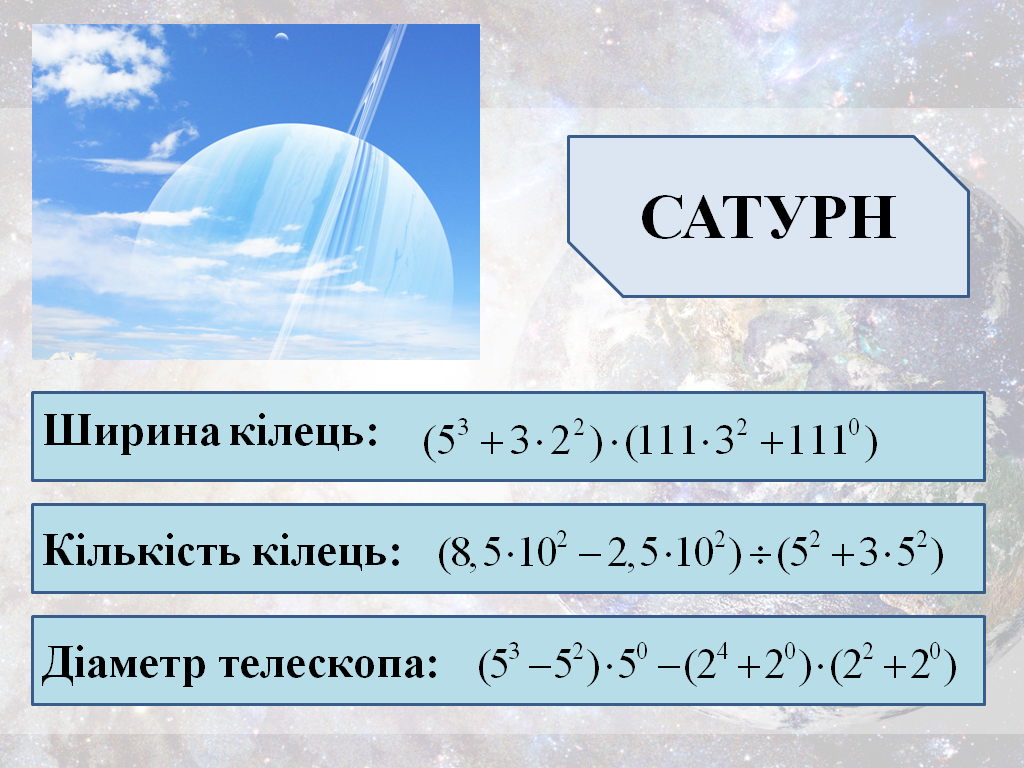 САТУРН
Ширина кілець: (5³ + 3·2²)·(111·3² + 111⁰)
Кількість кілець: (8,5·10² − 2,5·10²) ÷ (5² + 3·5²)
Діаметр телескопа: (5³ − 5²)·5⁰ − (2⁴ + 2⁰)·(2² + 2⁰)